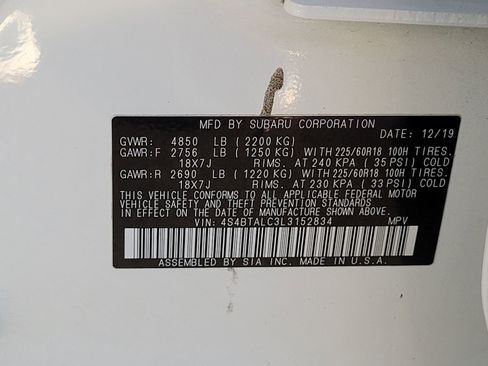 MFD BY SUBARU CORPORATION
DATE: 12/19
GVWR: 4850 LB (2200 KG)
GAWR:F 2756 LB (1250 KG) WITH 225/60R18 100H TIRES.
18X7J RIMS. AT 240 KPA (35 PSI) COLD
GAWR:R 2690 LB (1220 KG) WITH 225/60R18 100H TIRES.
18X7J RIMS. AT 230 KPA (33 PSI) COLD
THIS VEHICLE CONFORMS TO ALL APPLICABLE FEDERAL MOTOR
VEHICLE SAFETY AND THEFT PREVENTION STANDARDS IN EFFECT
ON THE DATE OF MANUFACTURE SHOWN ABOVE.
VIN: 4S4BTALC3L3152834 MPV
ASSEMBLED BY SIA INC. MADE IN U.S.A.